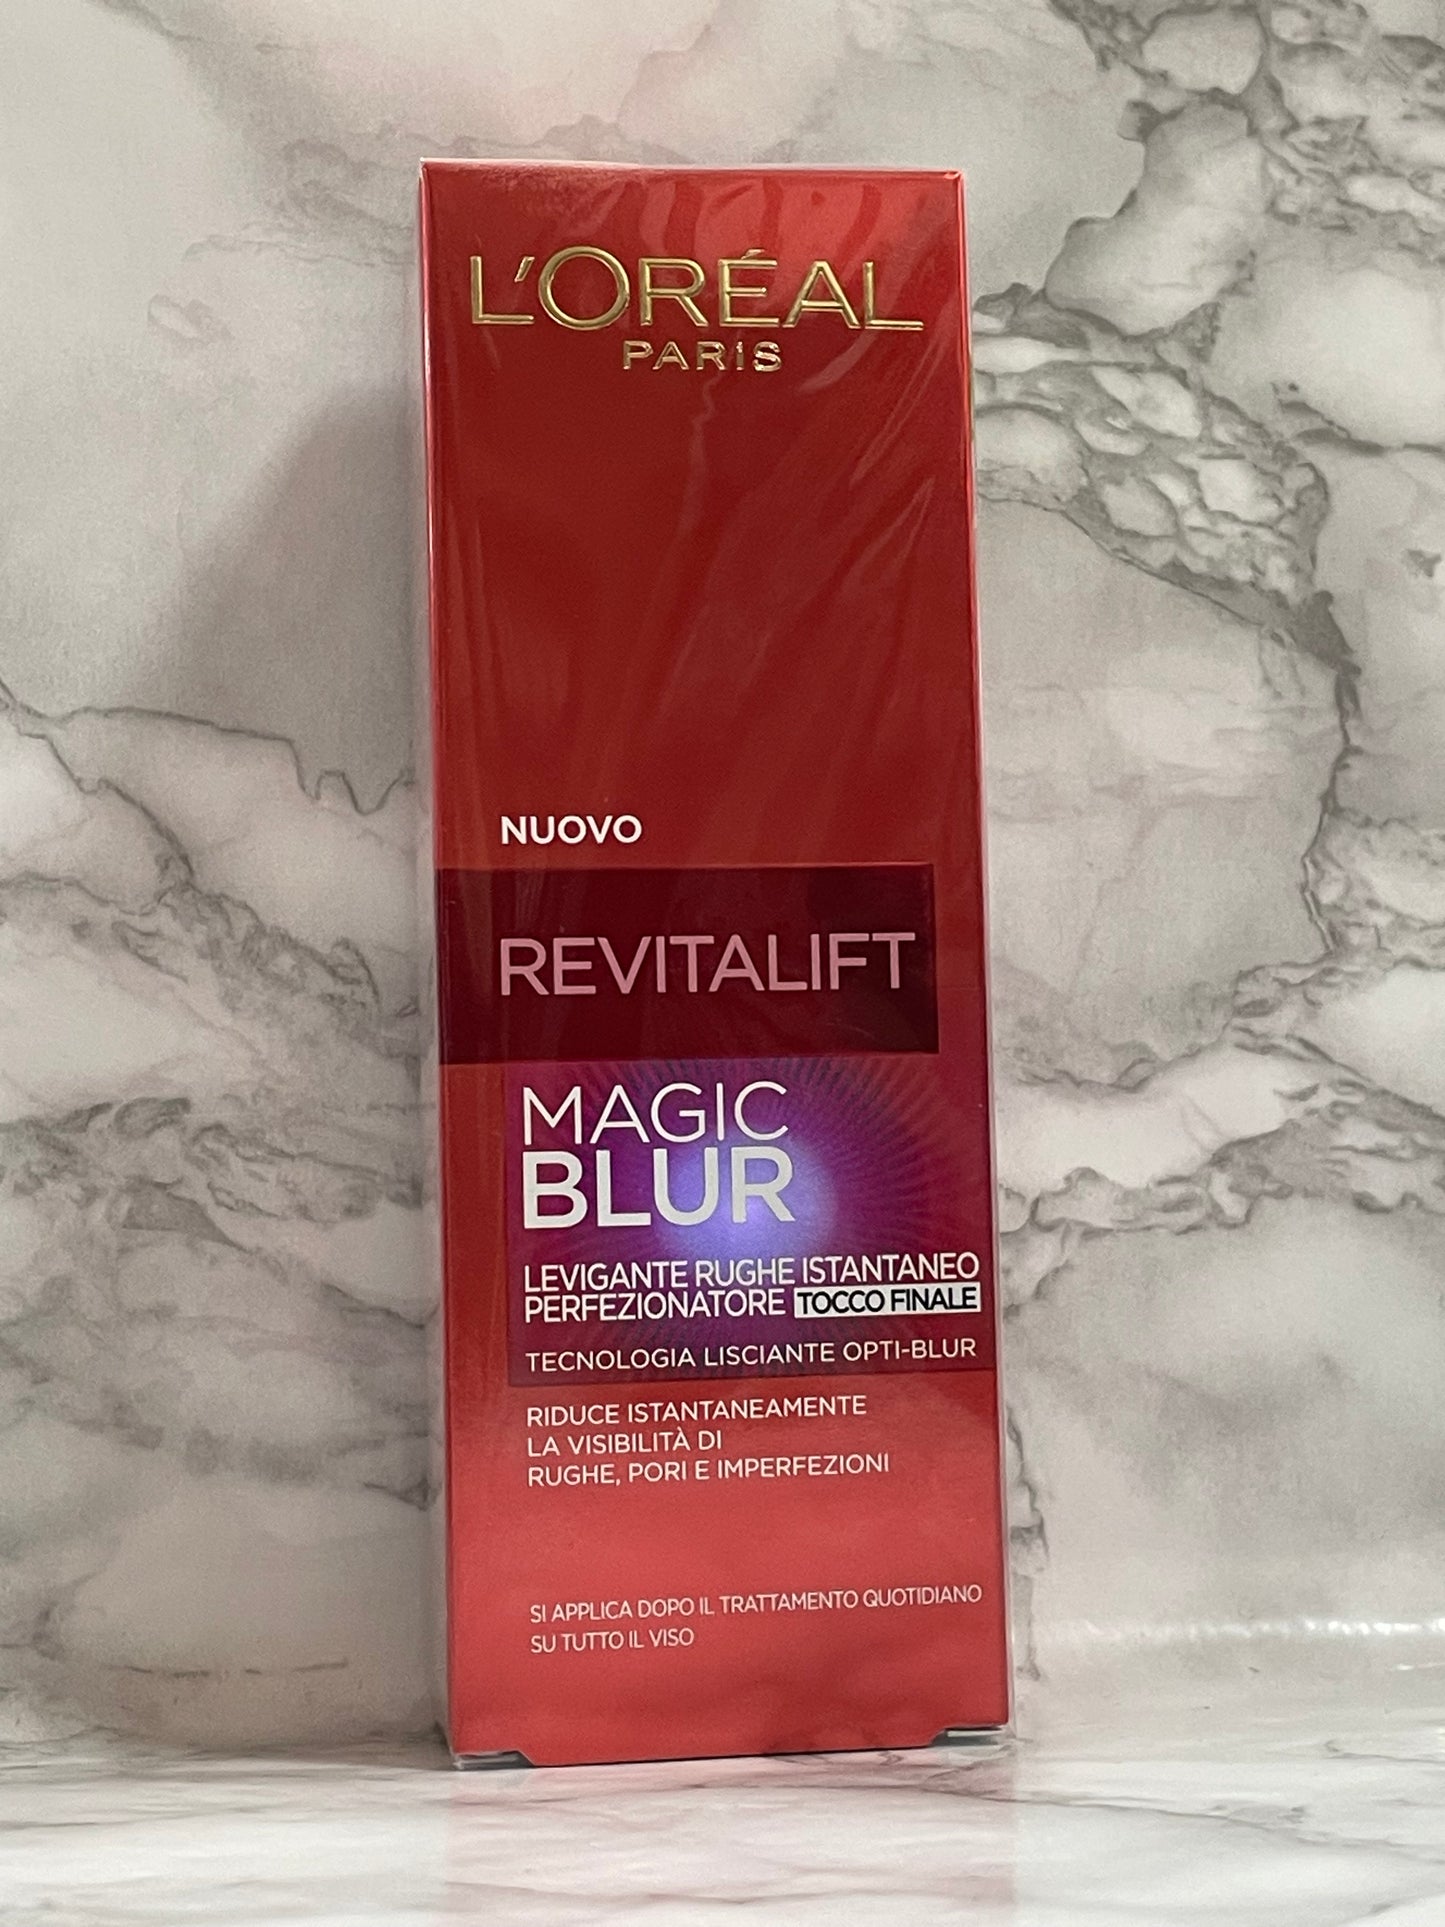 L'ORÉAL
PARIS
NUOVO
REVITALIFT
MAGIC
BLUR
LEVIGANTE RUGHE ISTANTANEO
PERFEZIONATORE TOCCO FINALE
TECNOLOGIA LISCIANTE OPTI-BLUR
RIDUCE ISTANTANEAMENTE
LA VISIBILITÀ DI
RUGHE, PORI E IMPERFEZIONI
SI APPLICA DOPO IL TRATTAMENTO QUOTIDIANO
SU TUTTO IL VISO